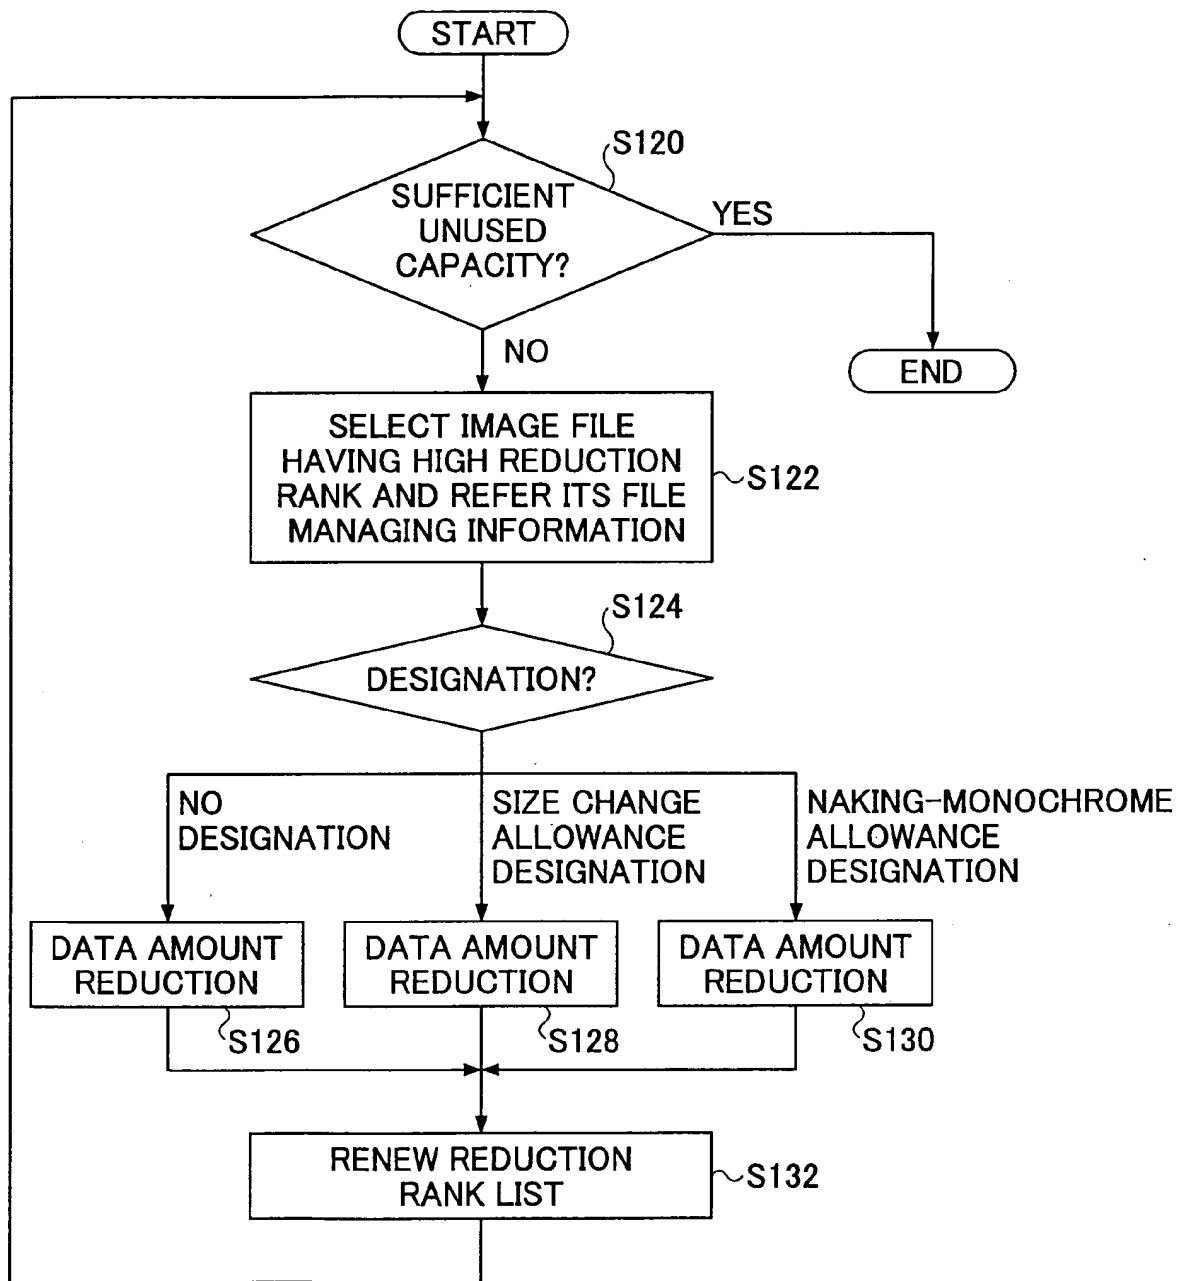 START
S120
SUFFICIENT
UNUSED
CAPACITY?
YES
NO
END
SELECT IMAGE FILE
HAVING HIGH REDUCTION
RANK AND REFER ITS FILE
MANAGING INFORMATION
S122
S124
DESIGNATION?
NO
DESIGNATION
SIZE CHANGE
ALLOWANCE
DESIGNATION
NAKING-MONOCHROME
ALLOWANCE
DESIGNATION
DATA AMOUNT
REDUCTION
S126
DATA AMOUNT
REDUCTION
S128
DATA AMOUNT
REDUCTION
S130
RENEW REDUCTION
RANK LIST
S132